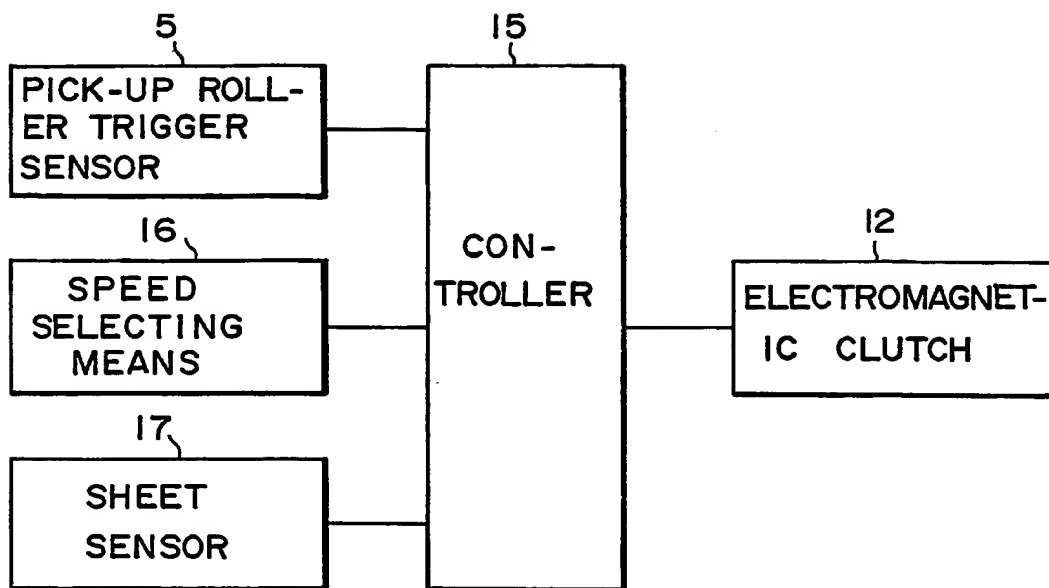 5
PICK-UP ROLL-
ER TRIGGER
SENSOR
15
CON-
TROLLER
16
SPEED
SELECTING
MEANS
12
ELECTROMAGNET-
IC CLUTCH
17
SHEET
SENSOR